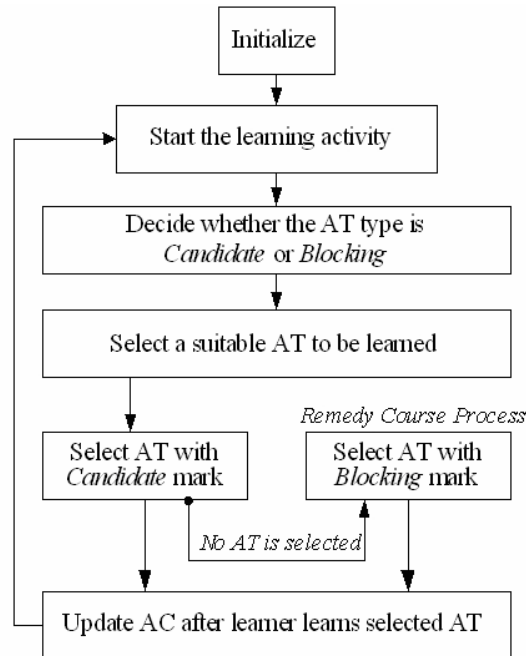 Initialize
Start the learning activity
Decide whether the AT type is
Candidate or Blocking
Select a suitable AT to be learned
Remedy Course Process
Select AT with
Candidate mark
Select AT with
Blocking mark
No AT is selected
Update AC after learner learns selected AT